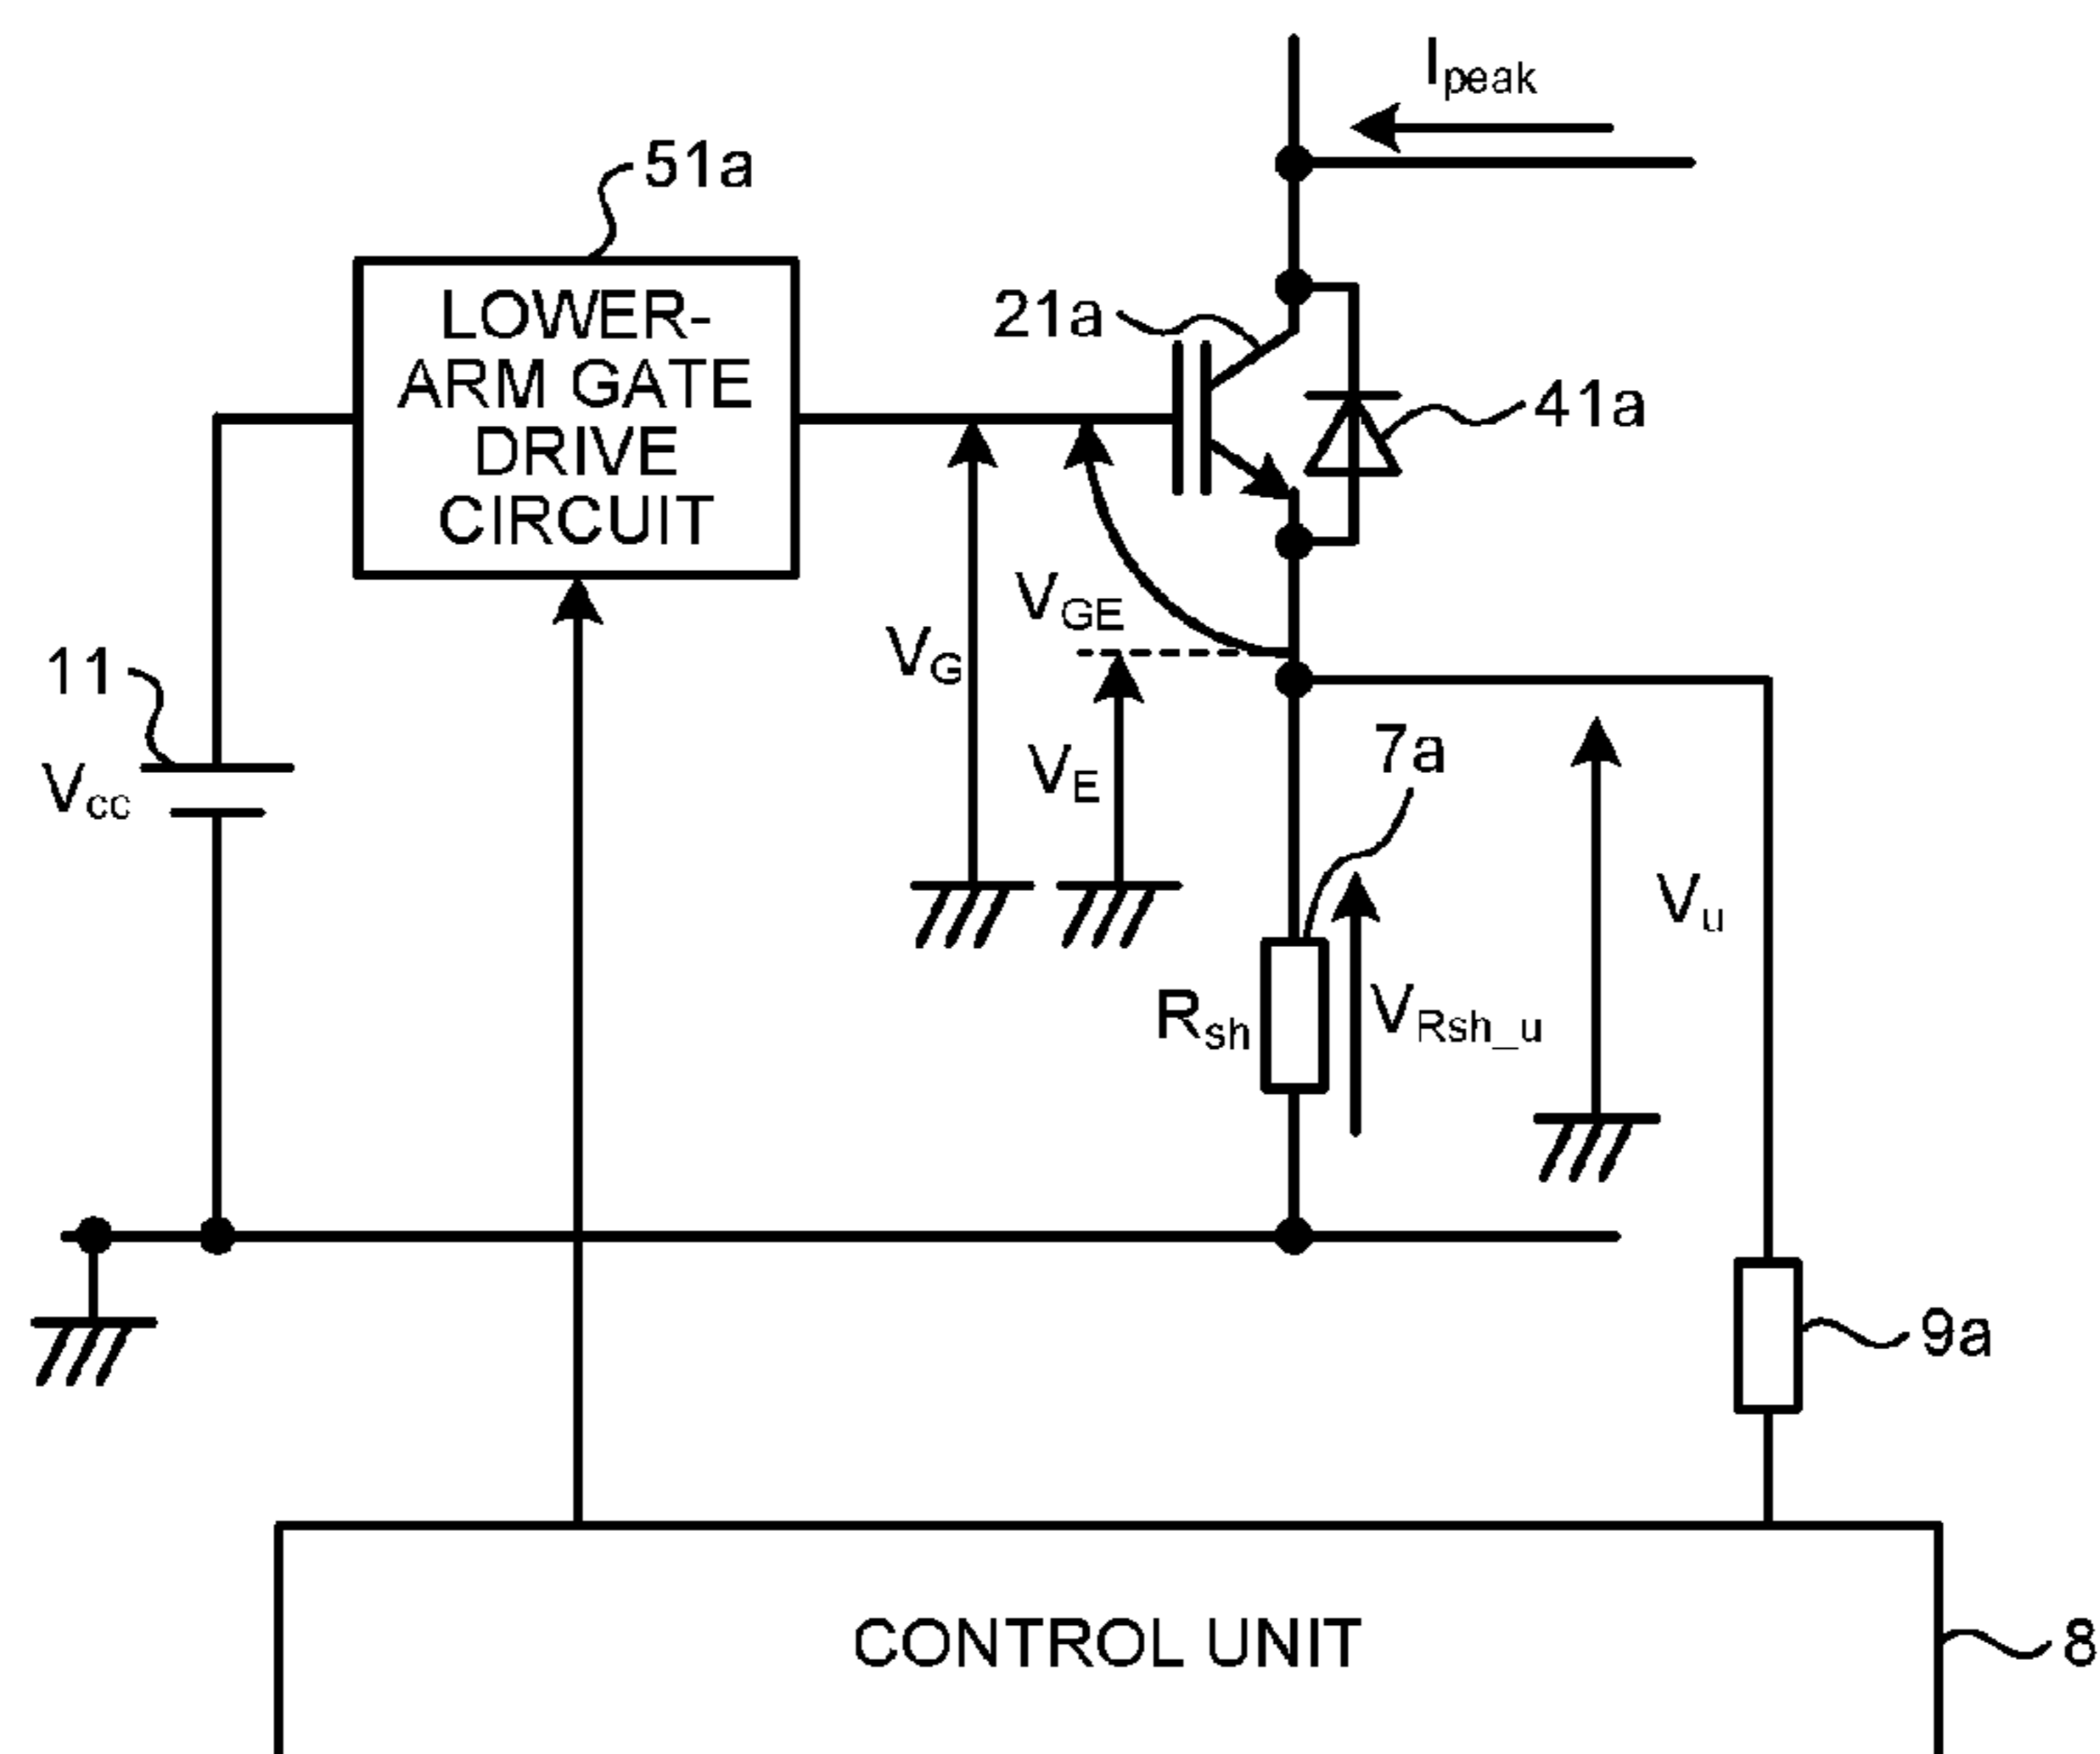 Ipeak
51a
LOWER-
ARM GATE
DRIVE
CIRCUIT
21a
41a
VGE
VG
11
Vcc
VE
7a
Vu
Rsh
VRsh_u
9a
CONTROL UNIT
8